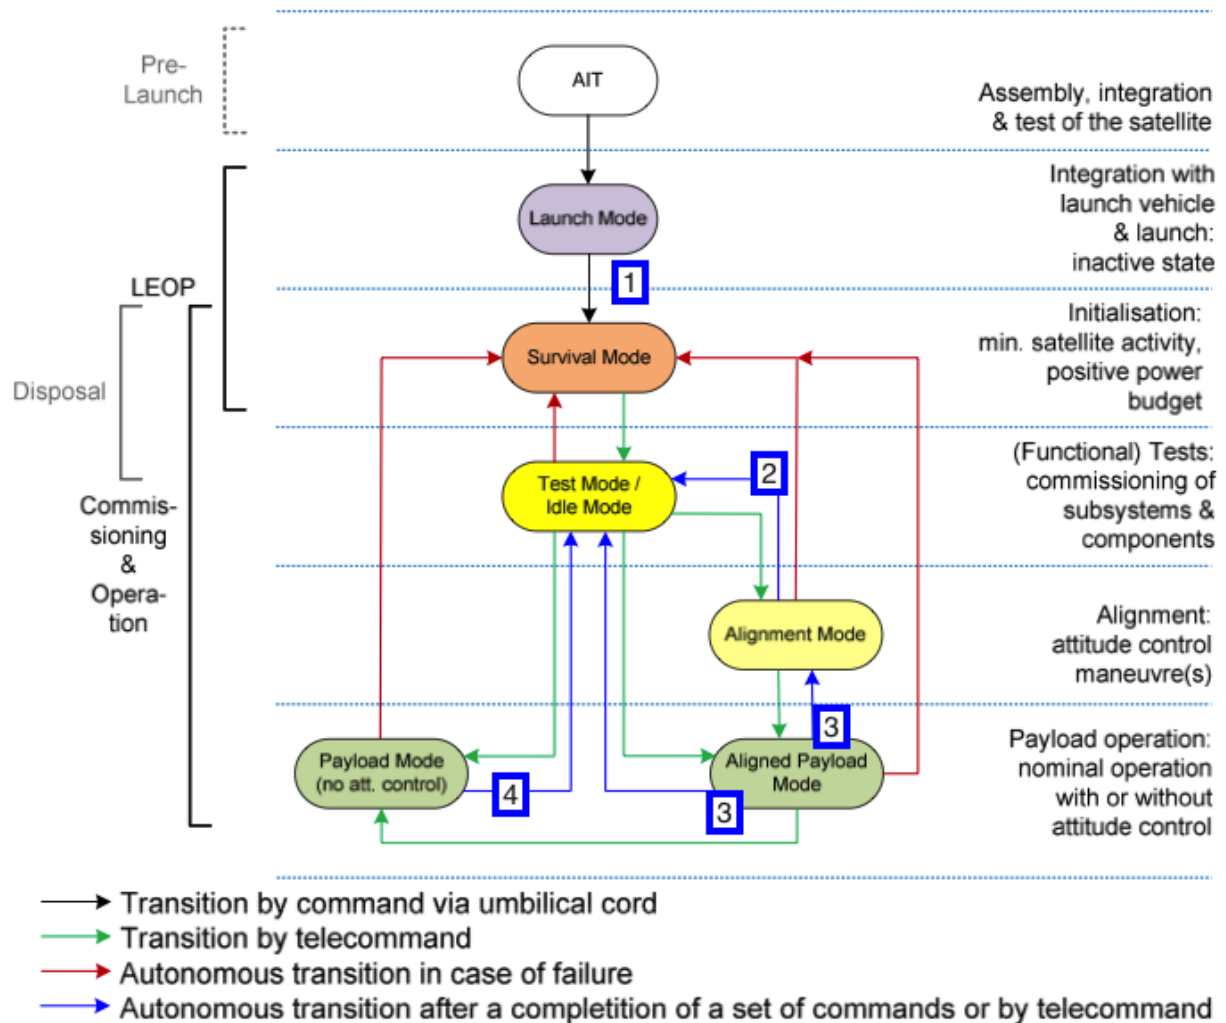 Pre-
Launch
AIT
Assembly, integration
& test of the satellite
Launch Mode
Integration with
launch vehicle
& launch:
inactive state
1
LEOP
Survival Mode
Initialisation:
min. satellite activity,
positive power
budget
Disposal
Test Mode /
Idle Mode
2
(Functional) Tests:
commissioning of
subsystems &
components
Commis-
sioning
&
Opera-
tion
Alignment Mode
Alignment:
attitude control
maneuvre(s)
3
Payload Mode
(no att. control)
4
3
Aligned Payload
Mode
Payload operation:
nominal operation
with or without
attitude control
Transition by command via umbilical cord
Transition by telecommand
Autonomous transition in case of failure
Autonomous transition after a completition of a set of commands or by telecommand